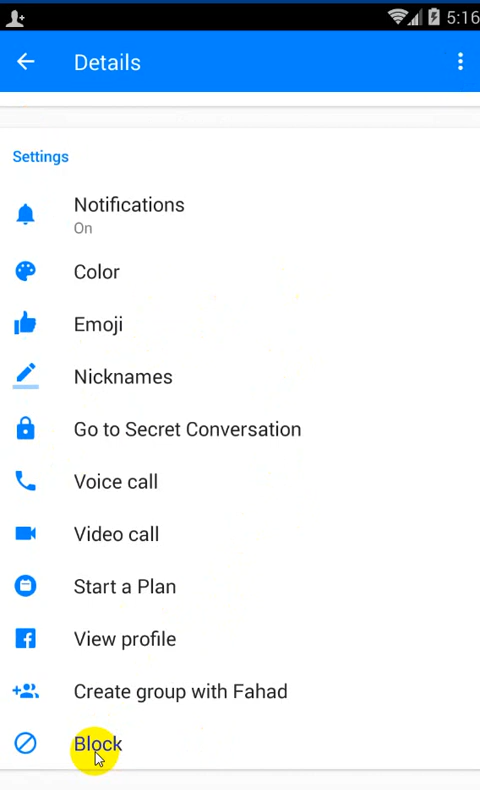 5:16
Details
Settings
Notifications
On
Color
Emoji
Nicknames
Go to Secret Conversation
Voice call
Video call
Start a Plan
View profile
Create group with Fahad
Block